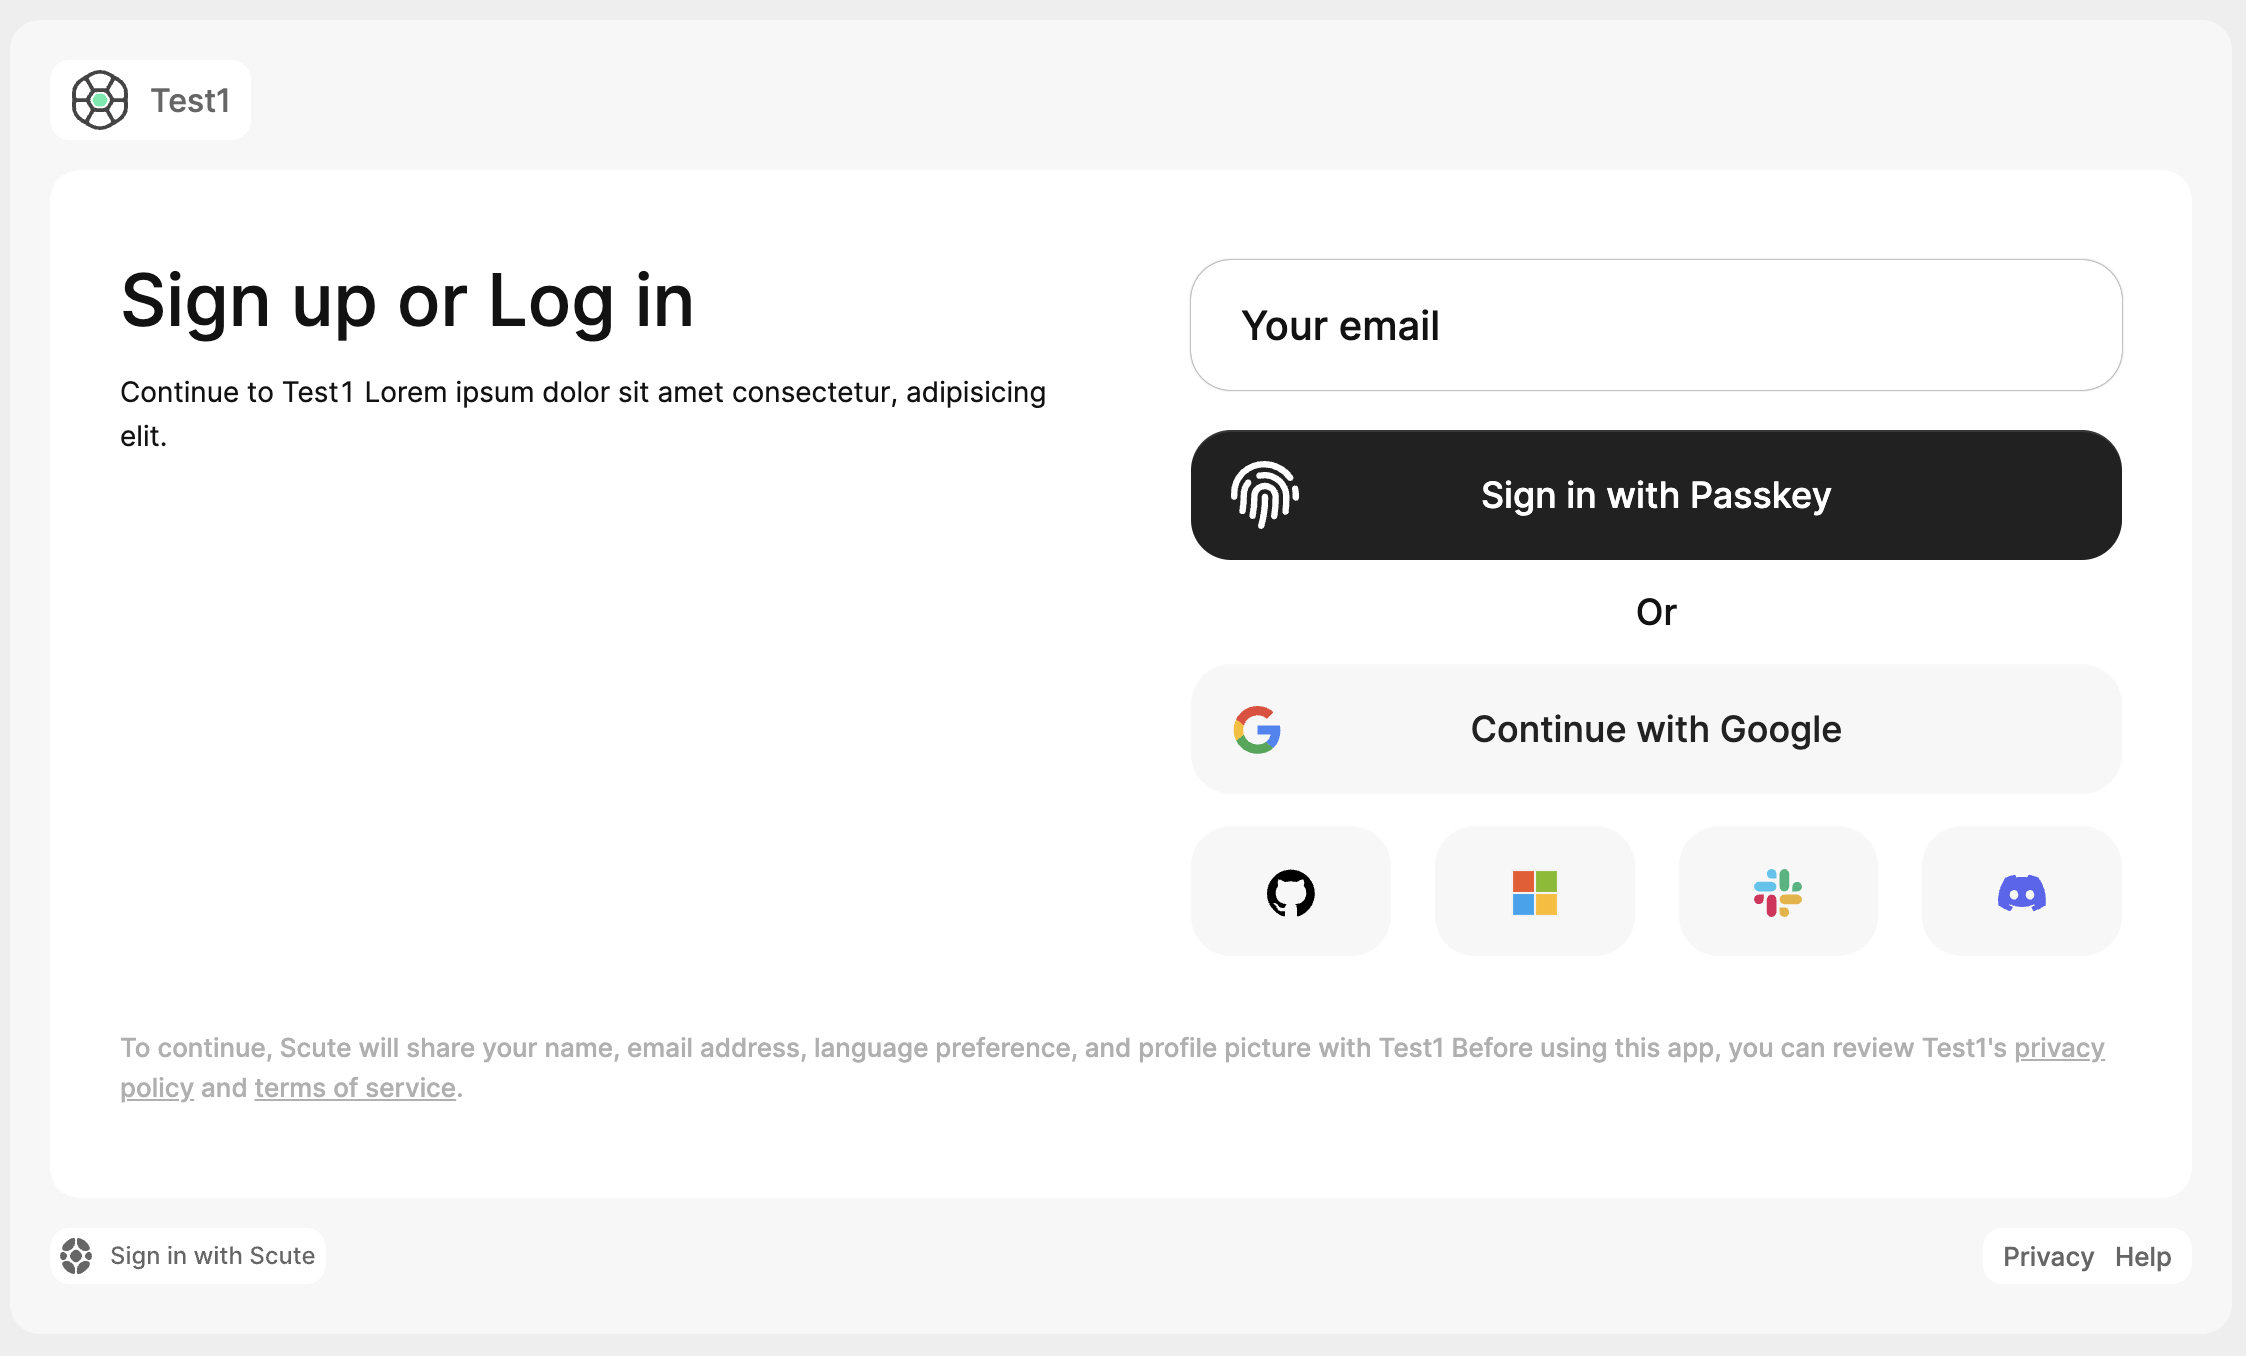 Test1
Sign up or Log in
Continue to Test1 Lorem ipsum dolor sit amet consectetur, adipisicing
elit.
Your email
Sign in with Passkey
Or
Continue with Google
To continue, Scute will share your name, email address, language preference, and profile picture with Test1 Before using this app, you can review Test1's privacy
policy and terms of service.
Sign in with Scute
Privacy Help